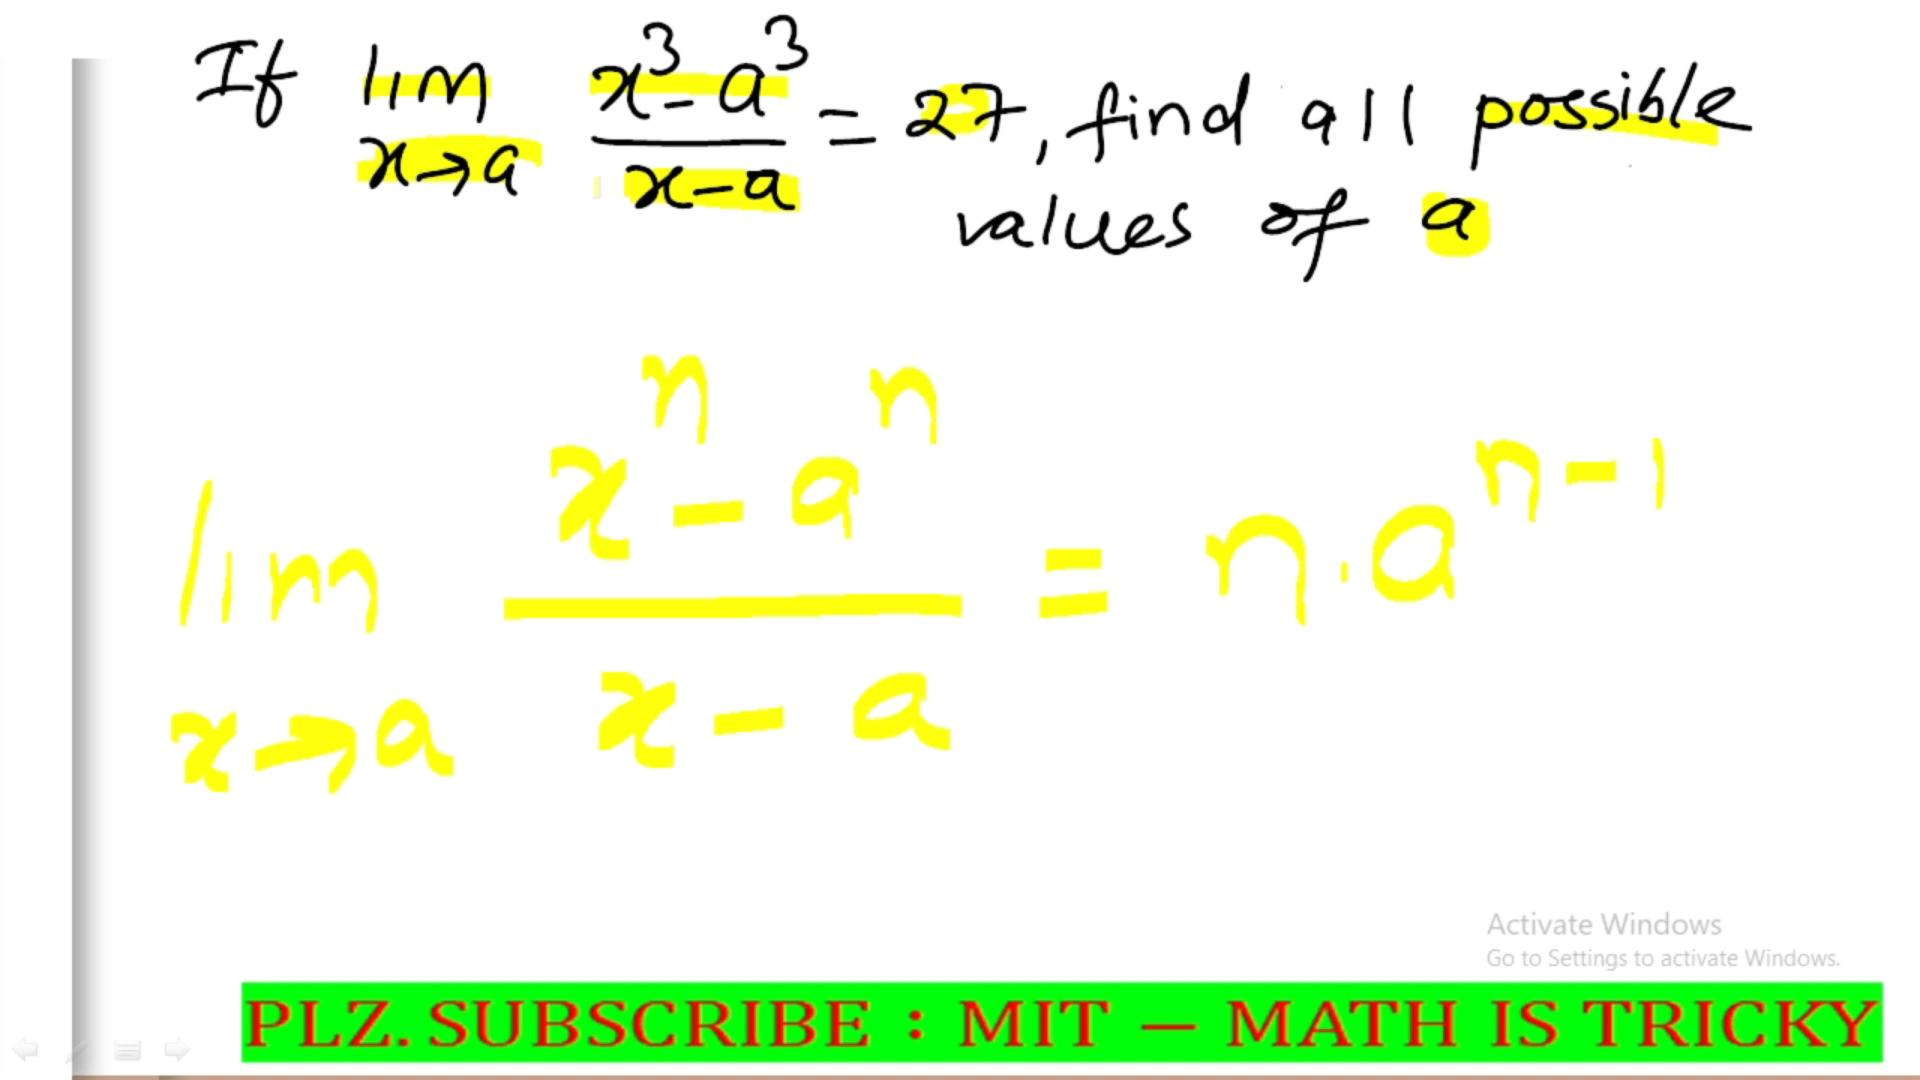 If lim x→a (x³ - a³)/(x - a) = 27, find all possible
values of a
lim x→a (xⁿ - aⁿ)/(x - a) = n·aⁿ⁻¹
Activate Windows
Go to Settings to activate Windows.
PLZ. SUBSCRIBE : MIT – MATH IS TRICKY